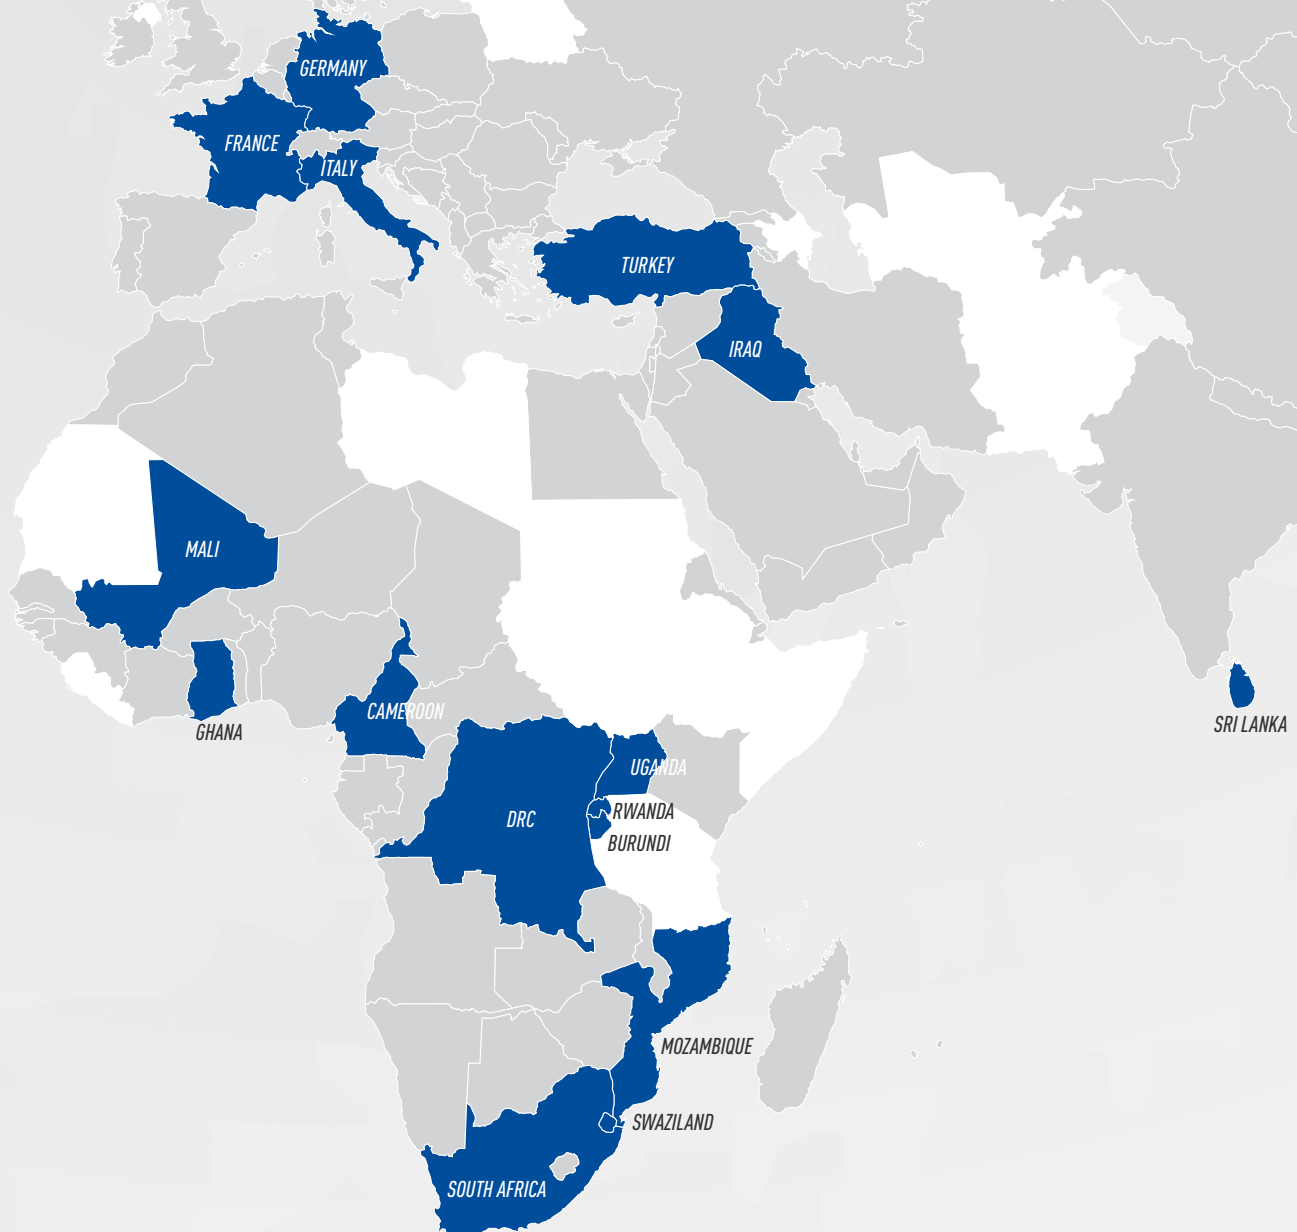 GERMANY
FRANCE
ITALY
TURKEY
IRAQ
MALI
GHANA
CAMEROON
SRI LANKA
UGANDA
RWANDA
DRC
BURUNDI
MOZAMBIQUE
SWAZILAND
SOUTH AFRICA